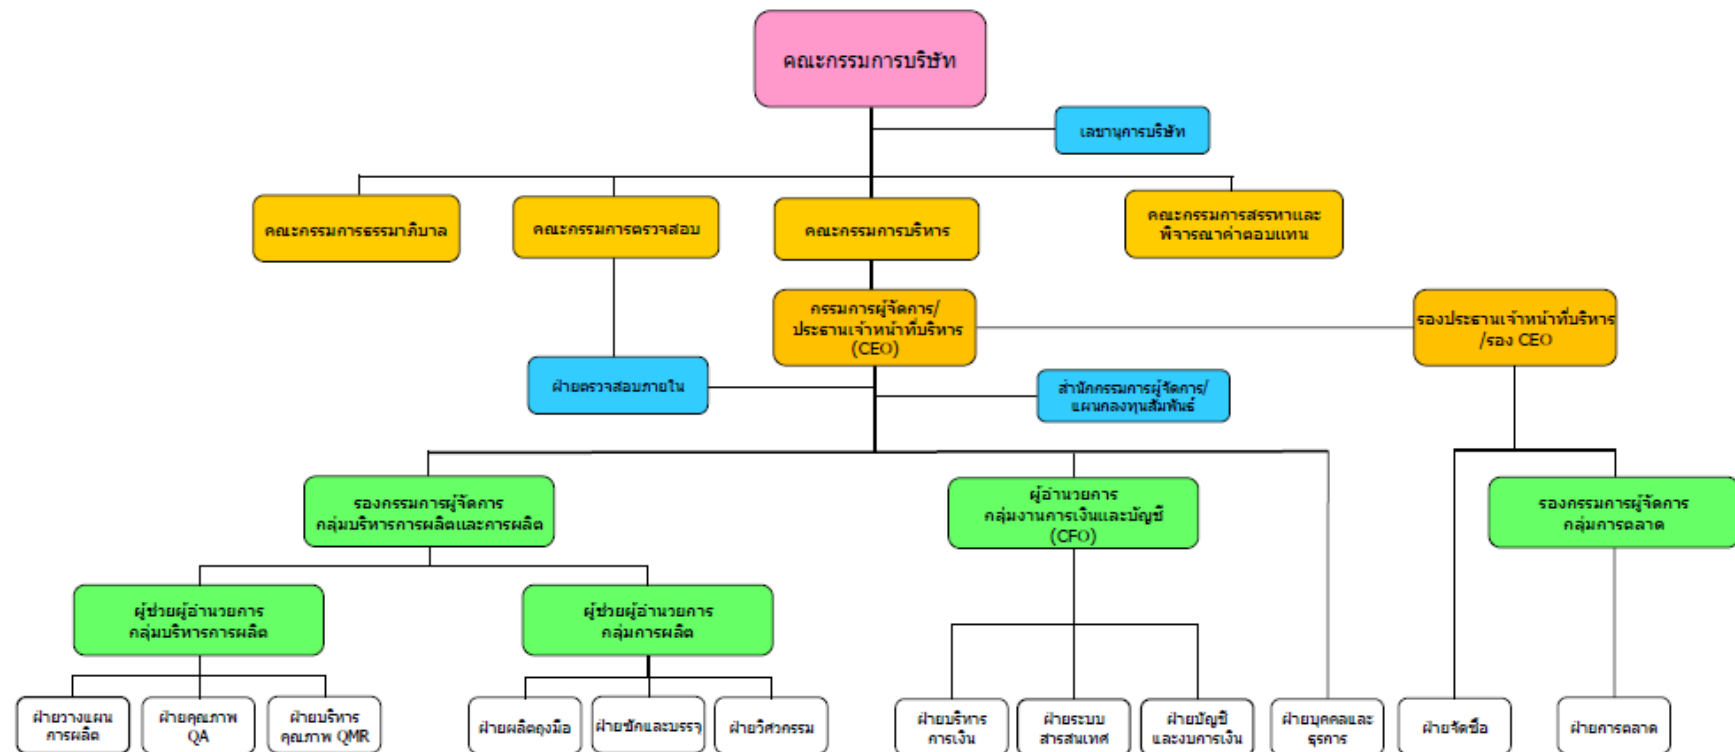 คณะกรรมการบริษัท
เลขานุการบริษัท
คณะกรรมการธรรมาภิบาล
คณะกรรมการตรวจสอบ
คณะกรรมการบริหาร
คณะกรรมการสรรหาและ
พิจารณาค่าตอบแทน
กรรมการผู้จัดการ/
ประธานเจ้าหน้าที่บริหาร
(CEO)
รองประธานเจ้าหน้าที่บริหาร
/รอง CEO
ฝ่ายตรวจสอบภายใน
สำนักกรรมการผู้จัดการ/
แผนกลงทุนสัมพันธ์
รองกรรมการผู้จัดการ
กลุ่มบริหารการผลิตและการผลิต
ผู้อำนวยการ
กลุ่มงานการเงินและบัญชี
(CFO)
รองกรรมการผู้จัดการ
กลุ่มการตลาด
ผู้ช่วยผู้อำนวยการ
กลุ่มบริหารการผลิต
ผู้ช่วยผู้อำนวยการ
กลุ่มการผลิต
ฝ่ายวางแผน
การผลิต
ฝ่ายคุณภาพ
QA
ฝ่ายบริหาร
คุณภาพ QMR
ฝ่ายผลิตถุงมือ
ฝ่ายซักและบรรจุ
ฝ่ายวิศวกรรม
ฝ่ายบริหาร
การเงิน
ฝ่ายระบบ
สารสนเทศ
ฝ่ายบัญชี
และงบการเงิน
ฝ่ายบุคคลและ
ธุรการ
ฝ่ายจัดซื้อ
ฝ่ายการตลาด